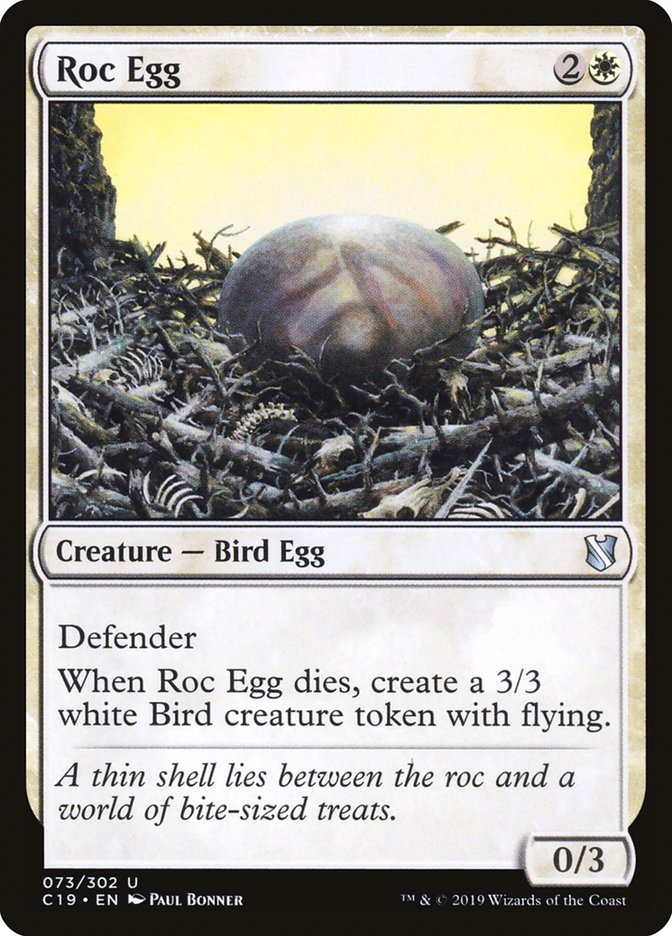 Roc Egg 2
Creature — Bird Egg
Defender
When Roc Egg dies, create a 3/3
white Bird creature token with flying.
A thin shell lies between the roc and a
world of bite-sized treats.
0/3
073/302 U
C19 • EN Paul Bonner
™ & © 2019 Wizards of the Coast